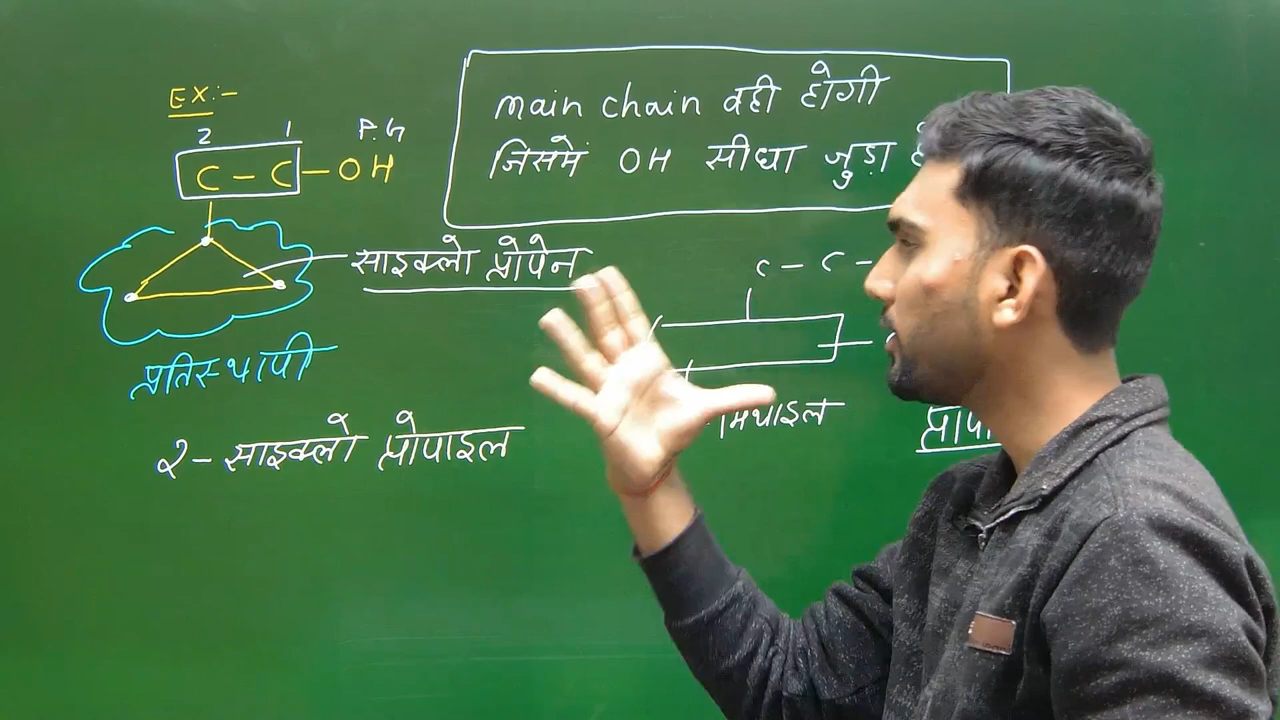 EX:-
2 1 F.G
C - C - OH
main chain वही होगी
जिसमें OH सीधा जुड़ा
साइक्लो प्रोपेन
C - C -
प्रतिस्थापी
मिथाइल
2 - साइक्लो प्रोपाइल